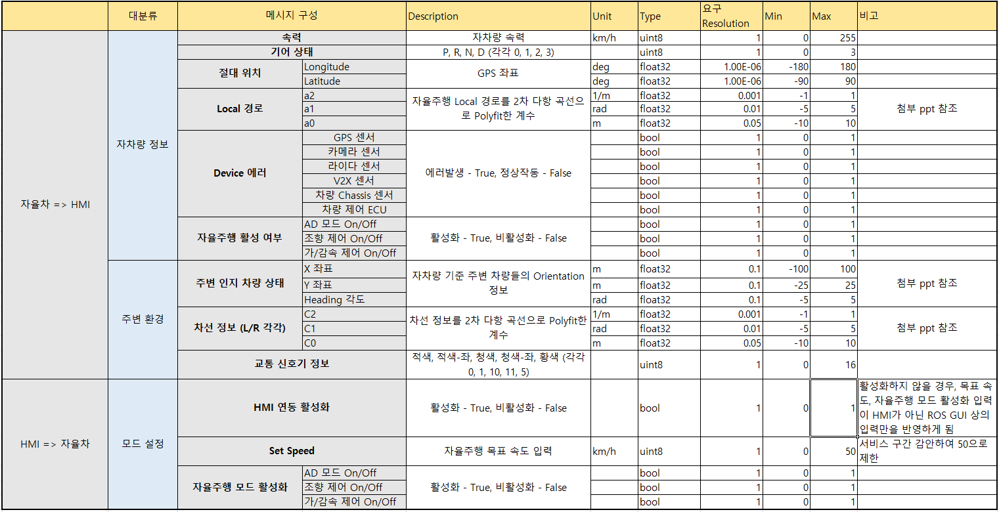 대분류 메시지 구성 Description Unit Type 요구 Resolution Min Max 비고
자율차 => HMI
자차량 정보
속력 자차량 속력 km/h uint8 1 0 255
기어 상태 P, R, N, D (각각 0, 1, 2, 3) uint8 1 0 3
절대 위치
Longitude GPS 좌표 deg float32 1.00E-06 -180 180
Latitude deg float32 1.00E-06 -90 90
Local 경로
자율주행 Local 경로를 2차 다항 곡선으
로 Polyfit한 계수
a2 1/m float32 0.001 -1 1
a1 rad float32 0.01 -5 5 첨부 ppt 참조
a0 m float32 0.05 -10 10
Device 에러
에러발생 - True, 정상작동 - False
GPS 센서 bool 1 0 1
카메라 센서 bool 1 0 1
라이다 센서 bool 1 0 1
V2X 센서 bool 1 0 1
차량 Chassis 센서 bool 1 0 1
차량 제어 ECU bool 1 0 1
자율주행 활성 여부
활성화 - True, 비활성화 - False
AD 모드 On/Off bool 1 0 1
조향 제어 On/Off bool 1 0 1
가/감속 제어 On/Off bool 1 0 1
주변 환경
주변 인지 차량 상태
자차량 기준 주변 차량들의 Orientation
정보
X 좌표 m float32 0.1 -100 100
Y 좌표 m float32 0.1 -25 25 첨부 ppt 참조
Heading 각도 rad float32 0.1 -5 5
차선 정보 (L/R 각각)
차선 정보를 2차 다항 곡선으로 Polyfit한
계수
C2 1/m float32 0.001 -1 1
C1 rad float32 0.01 -5 5 첨부 ppt 참조
C0 m float32 0.05 -10 10
교통 신호기 정보
적색, 적색-좌, 청색, 청색-좌, 황색 (각각
0, 1, 10, 11, 5)
uint8 1 0 16
HMI => 자율차
모드 설정
HMI 연동 활성화 활성화 - True, 비활성화 - False bool 1 0 1
활성화하지 않을 경우, 목표 속
도, 자율주행 모드 활성화 입력
이 HMI가 아닌 ROS GUI 상의
입력만을 반영하게 됨
Set Speed 자율주행 목표 속도 입력 km/h uint8 1 0 50
서비스 구간 감안하여 50으로
제한
자율주행 모드 활성화
활성화 - True, 비활성화 - False
AD 모드 On/Off bool 1 0 1
조향 제어 On/Off bool 1 0 1
가/감속 제어 On/Off bool 1 0 1